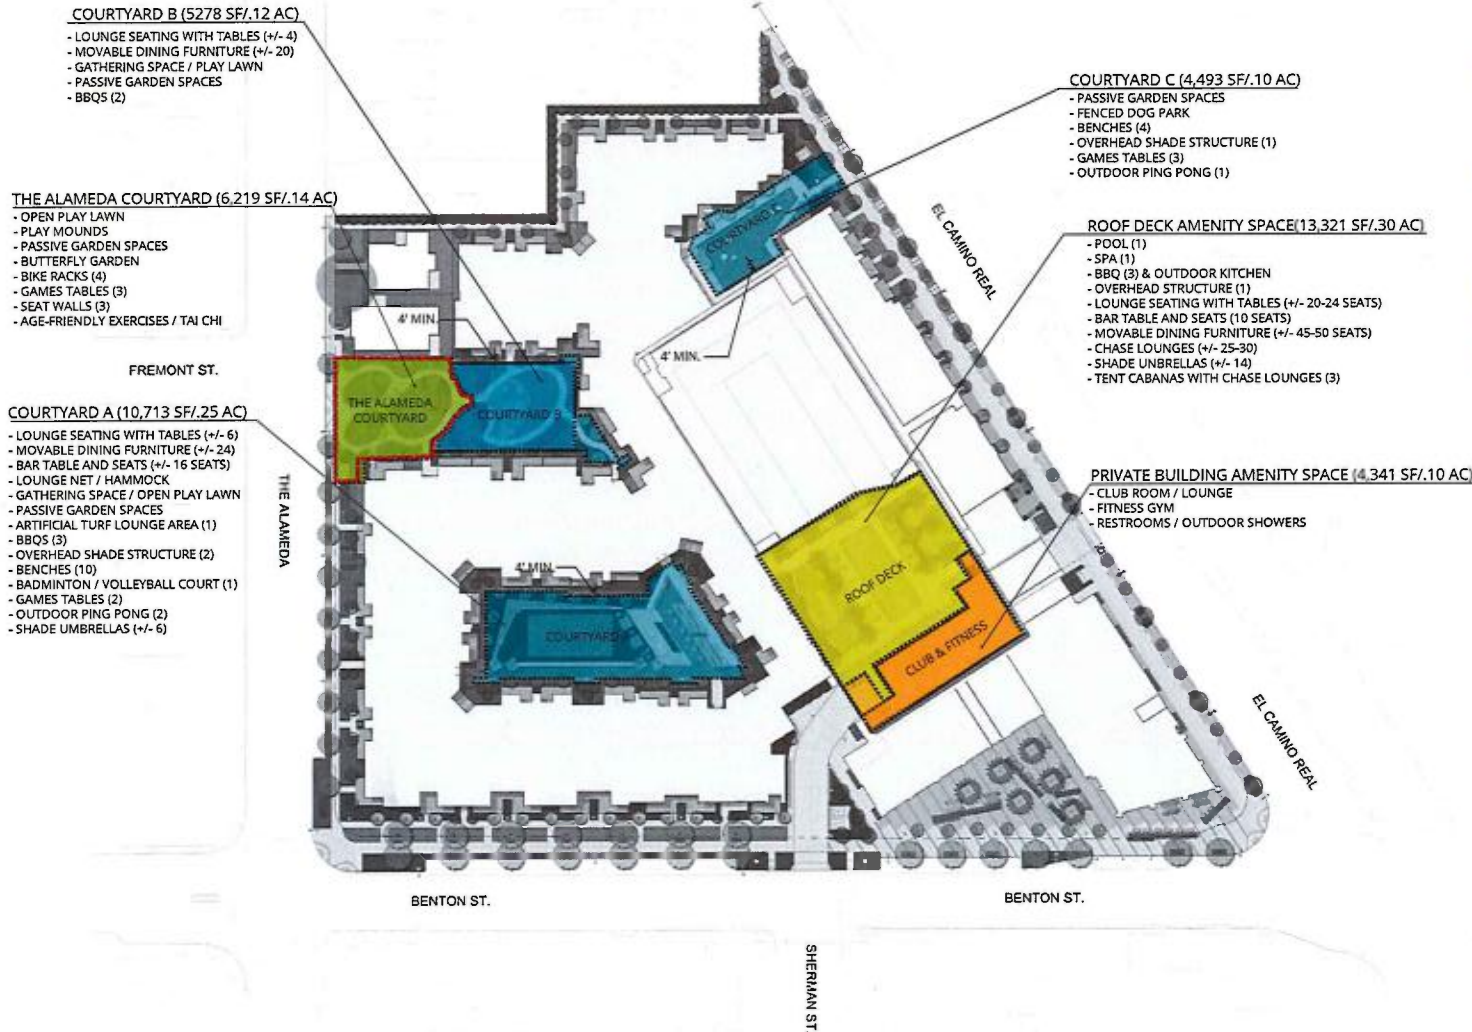 COURTYARD B (5278 SF/.12 AC)
- LOUNGE SEATING WITH TABLES (+/- 4)
- MOVABLE DINING FURNITURE (+/- 20)
- GATHERING SPACE / PLAY LAWN
- PASSIVE GARDEN SPACES
- BBQS (2)
COURTYARD C (4,493 SF/.10 AC)
- PASSIVE GARDEN SPACES
- FENCED DOG PARK
- BENCHES (4)
- OVERHEAD SHADE STRUCTURE (1)
- GAMES TABLES (3)
- OUTDOOR PING PONG (1)
THE ALAMEDA COURTYARD (6,219 SF/.14 AC)
- OPEN PLAY LAWN
- PLAY MOUNDS
- PASSIVE GARDEN SPACES
- BUTTERFLY GARDEN
- BIKE RACKS (4)
- GAMES TABLES (3)
- SEAT WALLS (3)
- AGE-FRIENDLY EXERCISES / TAI CHI
ROOF DECK AMENITY SPACE(13,321 SF/.30 AC)
- POOL (1)
- SPA (1)
- BBQ (3) & OUTDOOR KITCHEN
- OVERHEAD STRUCTURE (1)
- LOUNGE SEATING WITH TABLES (+/- 20-24 SEATS)
- BAR TABLE AND SEATS (10 SEATS)
- MOVABLE DINING FURNITURE (+/- 45-50 SEATS)
- CHASE LOUNGES (+/- 25-30)
- SHADE UNBRELLAS (+/- 14)
- TENT CABANAS WITH CHASE LOUNGES (3)
FREMONT ST.
COURTYARD A (10,713 SF/.25 AC)
- LOUNGE SEATING WITH TABLES (+/- 6)
- MOVABLE DINING FURNITURE (+/- 24)
- BAR TABLE AND SEATS (+/- 16 SEATS)
- LOUNGE NET / HAMMOCK
- GATHERING SPACE / OPEN PLAY LAWN
- PASSIVE GARDEN SPACES
- ARTIFICIAL TURF LOUNGE AREA (1)
- BBQS (3)
- OVERHEAD SHADE STRUCTURE (2)
- BENCHES (10)
- BADMINTON / VOLLEYBALL COURT (1)
- GAMES TABLES (2)
- OUTDOOR PING PONG (2)
- SHADE UMBRELLAS (+/- 6)
PRIVATE BUILDING AMENITY SPACE (4,341 SF/.10 AC)
- CLUB ROOM / LOUNGE
- FITNESS GYM
- RESTROOMS / OUTDOOR SHOWERS
COURTYARD
EL CAMINO REAL
4' MIN.
4' MIN.
THE ALAMEDA
COURTYARD
COURTYARD B
THE ALAMEDA
4' MIN.
COURTYARD
ROOF DECK
CLUB & FITNESS
EL CAMINO REAL
BENTON ST.
BENTON ST.
SHERMAN ST.